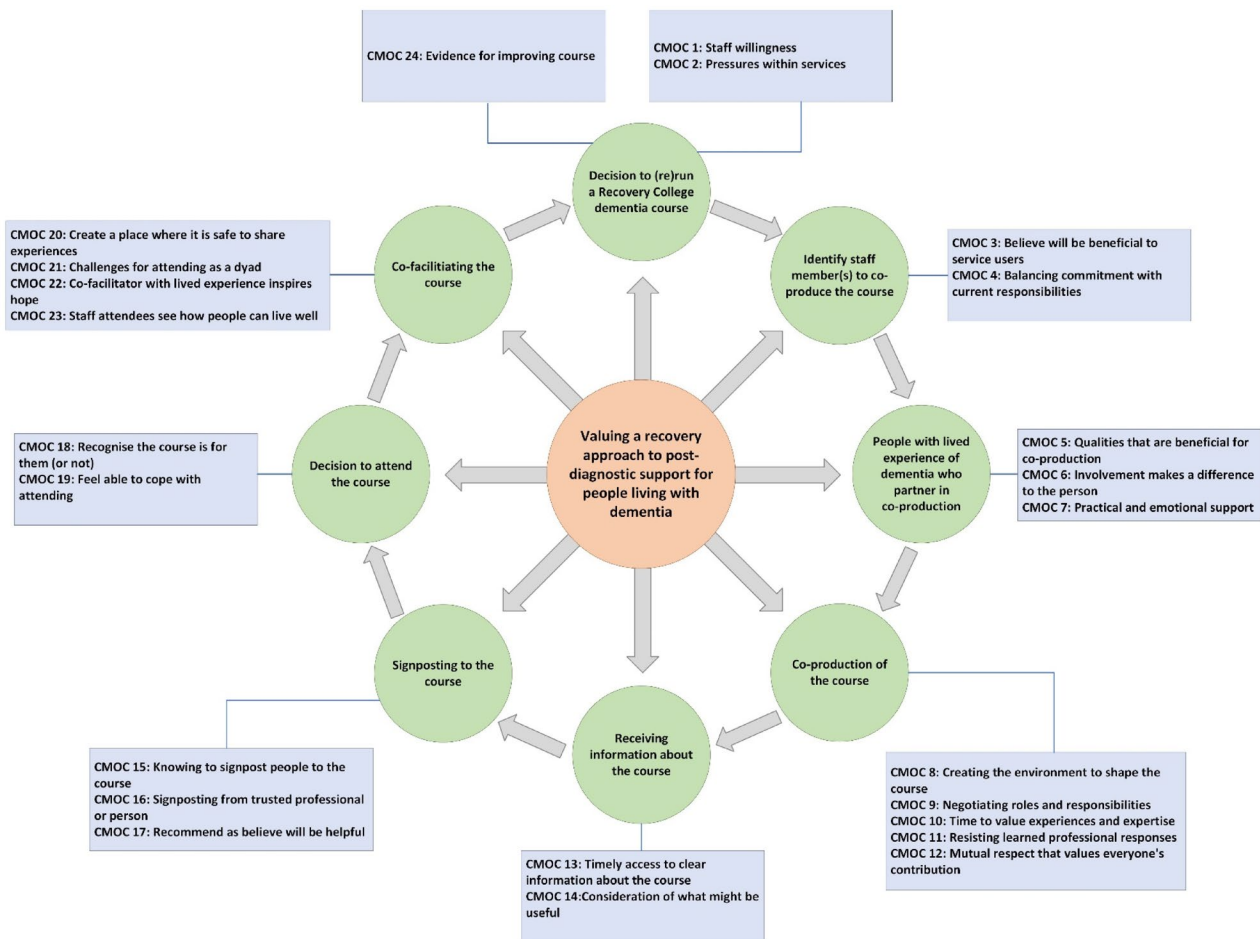 CMOC 24: Evidence for improving course
CMOC 1: Staff willingness
CMOC 2: Pressures within services
Decision to (re)run
a Recovery College
dementia course
Identify staff
member(s) to co-
produce the course
CMOC 3: Believe will be beneficial to
service users
CMOC 4: Balancing commitment with
current responsibilities
People with lived
experience of
dementia who
partner in
co-production
CMOC 5: Qualities that are beneficial for
co-production
CMOC 6: Involvement makes a difference
to the person
CMOC 7: Practical and emotional support
Co-production of
the course
CMOC 8: Creating the environment to shape the
course
CMOC 9: Negotiating roles and responsibilities
CMOC 10: Time to value experiences and expertise
CMOC 11: Resisting learned professional responses
CMOC 12: Mutual respect that values everyone's
contribution
Receiving
information about
the course
CMOC 13: Timely access to clear
information about the course
CMOC 14:Consideration of what might be
useful
Signposting to the
course
CMOC 15: Knowing to signpost people to the
course
CMOC 16: Signposting from trusted professional
or person
CMOC 17: Recommend as believe will be helpful
Decision to attend
the course
CMOC 18: Recognise the course is for
them (or not)
CMOC 19: Feel able to cope with
attending
Co-facilitiating the
course
CMOC 20: Create a place where it is safe to share
experiences
CMOC 21: Challenges for attending as a dyad
CMOC 22: Co-facilitator with lived experience inspires
hope
CMOC 23: Staff attendees see how people can live well
Valuing a recovery
approach to post-
diagnostic support for
people living with
dementia